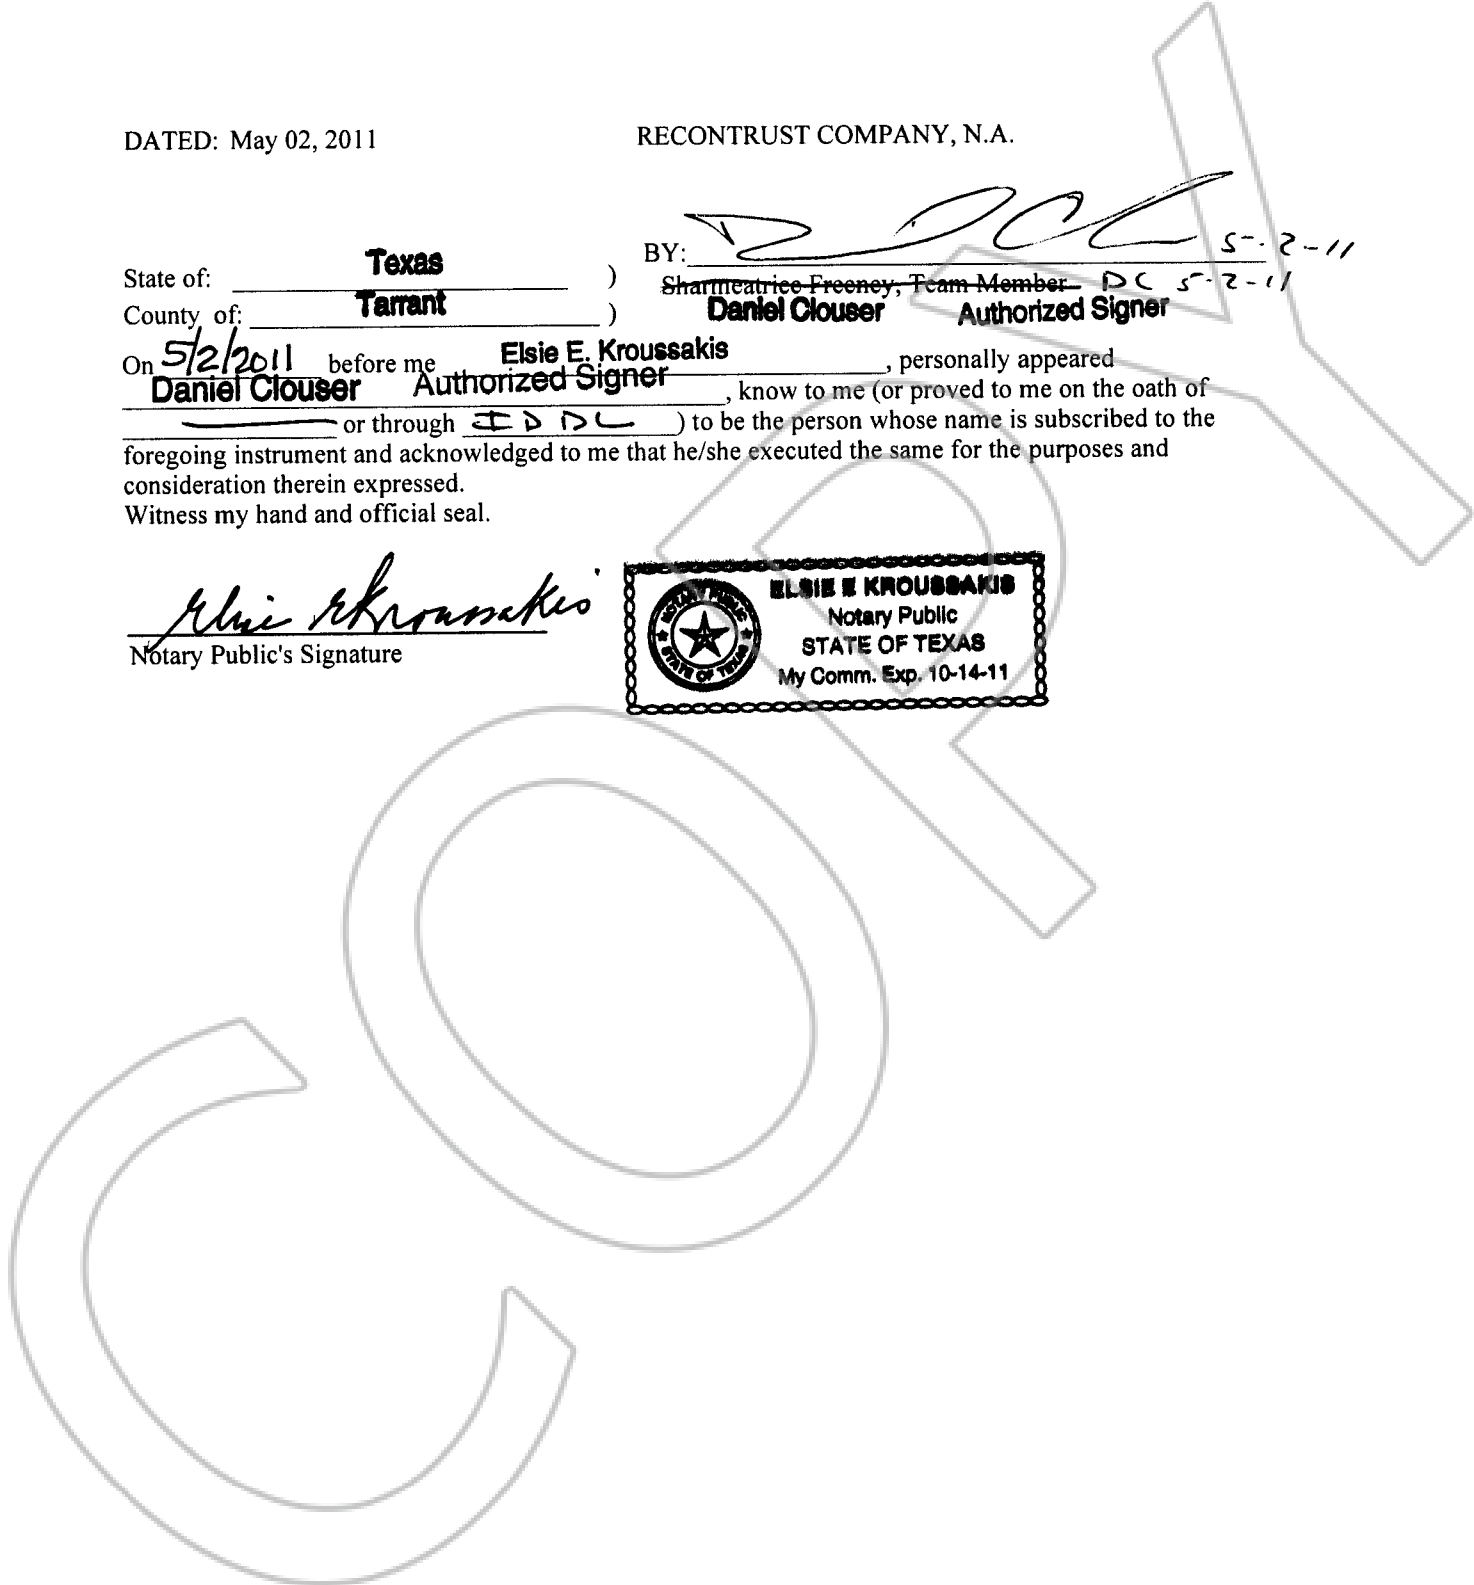 DATED: May 02, 2011 RECONTRUST COMPANY, N.A.
BY: 5-2-11
State of: Texas ) Sharmeatrice Freeney, Team Member DC 5-2-11
County of: Tarrant ) Daniel Clouser Authorized Signer
On 5/2/2011 before me Elsie E. Kroussakis, personally appeared
Daniel Clouser Authorized Signer, know to me (or proved to me on the oath of
or through ID DL) to be the person whose name is subscribed to the
foregoing instrument and acknowledged to me that he/she executed the same for the purposes and
consideration therein expressed.
Witness my hand and official seal.
Elsie E Kroussakis
Notary Public's Signature
ELSIE E KROUSSAKIS
Notary Public
STATE OF TEXAS
My Comm. Exp. 10-14-11
NOTARY PUBLIC
STATE OF TEXAS
COPY